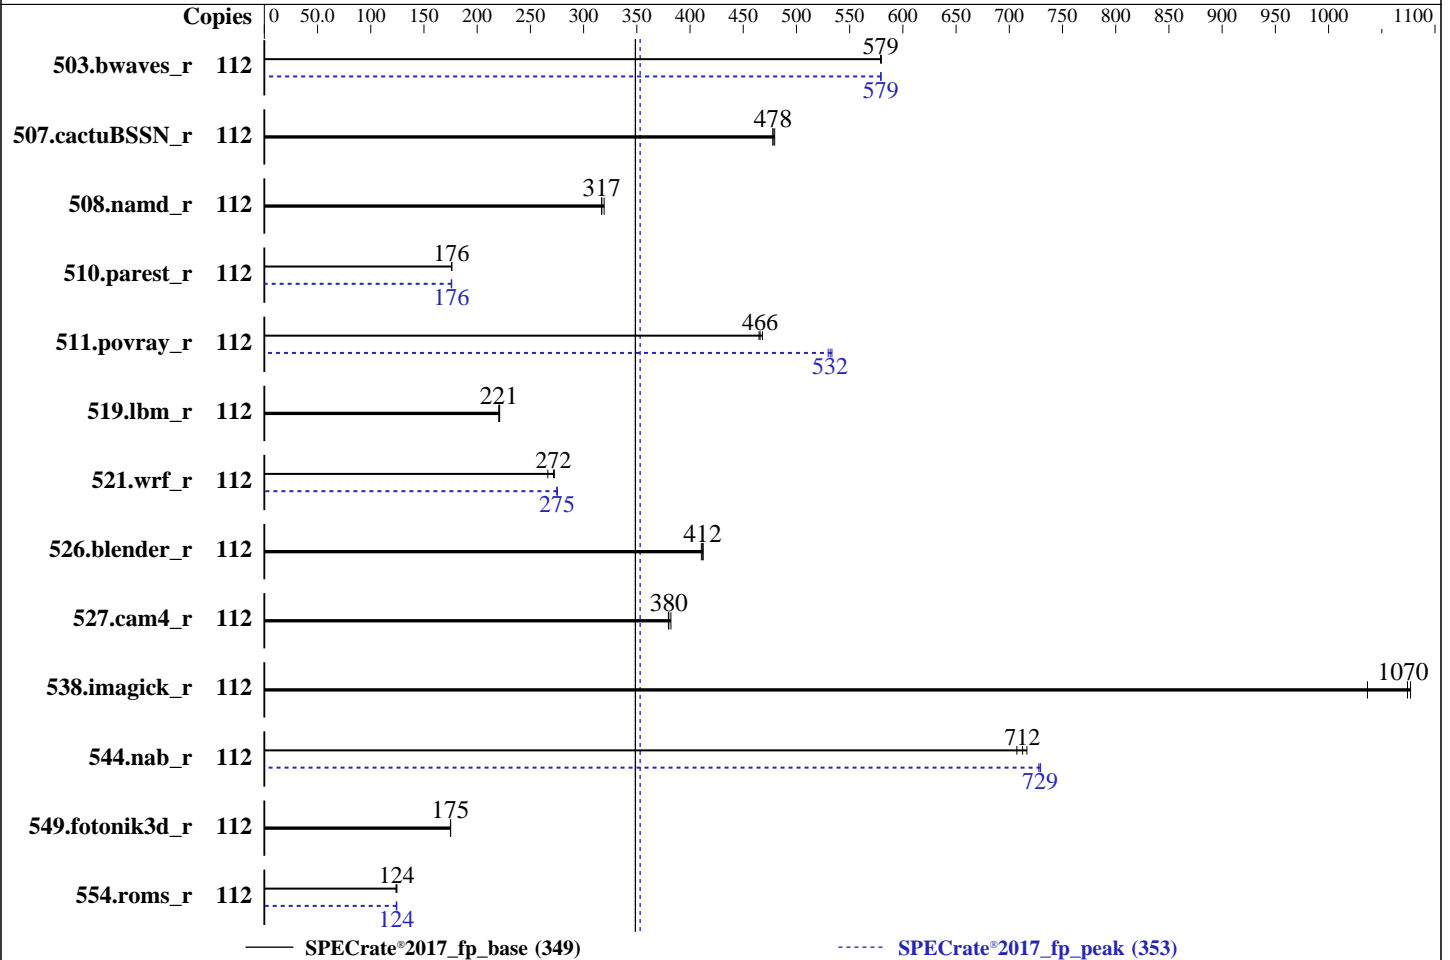 Copies 0 50.0 100 150 200 250 300 350 400 450 500 550 600 650 700 750 800 850 900 950 1000 1100
503.bwaves_r 112 579
579
507.cactuBSSN_r 112 478
508.namd_r 112 317
510.parest_r 112 176
176
511.povray_r 112 466
532
519.lbm_r 112 221
521.wrf_r 112 272
275
526.blender_r 112 412
527.cam4_r 112 380
538.imagick_r 112 1070
544.nab_r 112 712
729
549.fotonik3d_r 112 175
554.roms_r 112 124
124
SPECrate®2017_fp_base (349) SPECrate®2017_fp_peak (353)